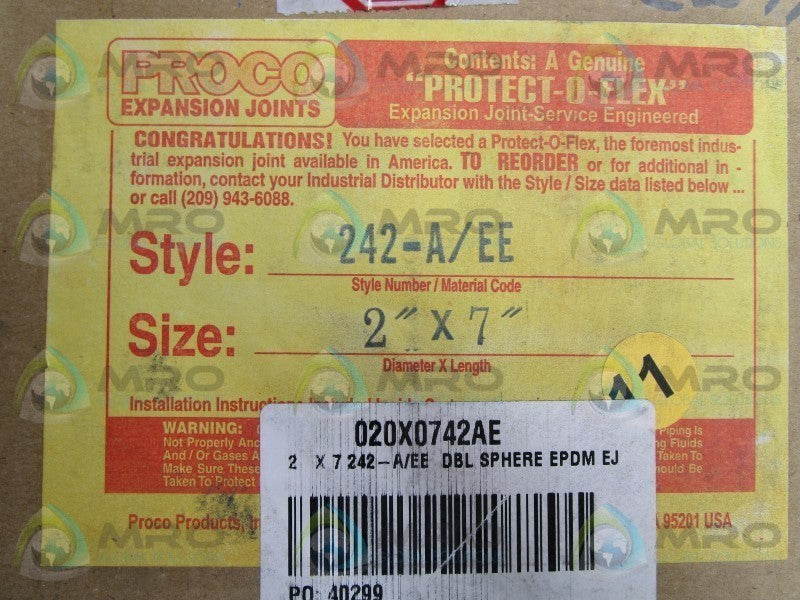 PROCO
EXPANSION JOINTS
Contents: A Genuine
"PROTECT-O-FLEX"
Expansion Joint-Service Engineered
CONGRATULATIONS! You have selected a Protect-O-Flex, the foremost indus-
trial expansion joint available in America. TO REORDER or for additional in -
formation, contact your Industrial Distributor with the Style / Size data listed below ...
or call (209) 943-6088.
Style: 242-A/EE
Style Number / Material Code
Size: 2" X 7"
Diameter X Length
11
Installation Instructions
WARNING: Piping Is
Not Properly Fluids
And / Or Gases Taken To
Make Sure These Should Be
Taken To Protect
020X0742AE
2 X 7 242-A/EE DBL SPHERE EPDM EJ
Proco Products, 95201 USA
PO 40299
MRO
GLOBAL SOLUTIONS